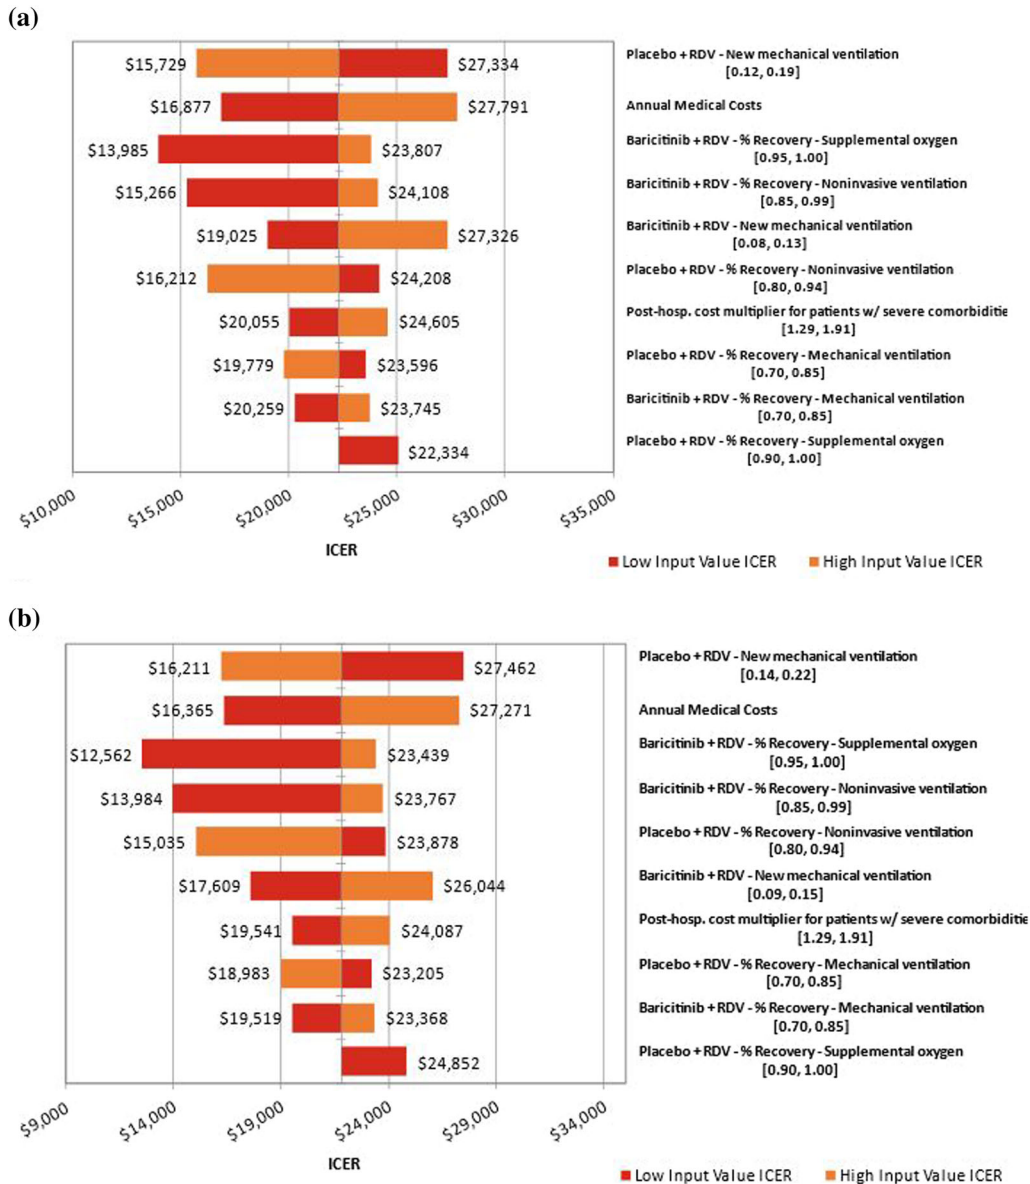 (a)
$15,729 $27,334 Placebo + RDV - New mechanical ventilation
[0.12, 0.19]
$16,877 $27,791 Annual Medical Costs
$13,985 $23,807 Baricitinib + RDV - % Recovery - Supplemental oxygen
[0.95, 1.00]
$15,266 $24,108 Baricitinib + RDV - % Recovery - Noninvasive ventilation
[0.85, 0.99]
$19,025 $27,326 Baricitinib + RDV - New mechanical ventilation
[0.08, 0.13]
$16,212 $24,208 Placebo + RDV - % Recovery - Noninvasive ventilation
[0.80, 0.94]
$20,055 $24,605 Post-hosp. cost multiplier for patients w/ severe comorbiditie
[1.29, 1.91]
$19,779 $23,596 Placebo + RDV - % Recovery - Mechanical ventilation
[0.70, 0.85]
$20,259 $23,745 Baricitinib + RDV - % Recovery - Mechanical ventilation
[0.70, 0.85]
$22,334 Placebo + RDV - % Recovery - Supplemental oxygen
[0.90, 1.00]
$10,000 $15,000 $20,000 $25,000 $30,000 $35,000
ICER
Low Input Value ICER High Input Value ICER
(b)
$16,211 $27,462 Placebo + RDV - New mechanical ventilation
[0.14, 0.22]
$16,365 $27,271 Annual Medical Costs
$12,562 $23,439 Baricitinib + RDV - % Recovery - Supplemental oxygen
[0.95, 1.00]
$13,984 $23,767 Baricitinib + RDV - % Recovery - Noninvasive ventilation
[0.85, 0.99]
$15,035 $23,878 Placebo + RDV - % Recovery - Noninvasive ventilation
[0.80, 0.94]
$17,609 $26,044 Baricitinib + RDV - New mechanical ventilation
[0.09, 0.15]
$19,541 $24,087 Post-hosp. cost multiplier for patients w/ severe comorbiditie
[1.29, 1.91]
$18,983 $23,205 Placebo + RDV - % Recovery - Mechanical ventilation
[0.70, 0.85]
$19,519 $23,368 Baricitinib + RDV - % Recovery - Mechanical ventilation
[0.70, 0.85]
$24,852 Placebo + RDV - % Recovery - Supplemental oxygen
[0.90, 1.00]
$9,000 $14,000 $19,000 $24,000 $29,000 $34,000
ICER
Low Input Value ICER High Input Value ICER